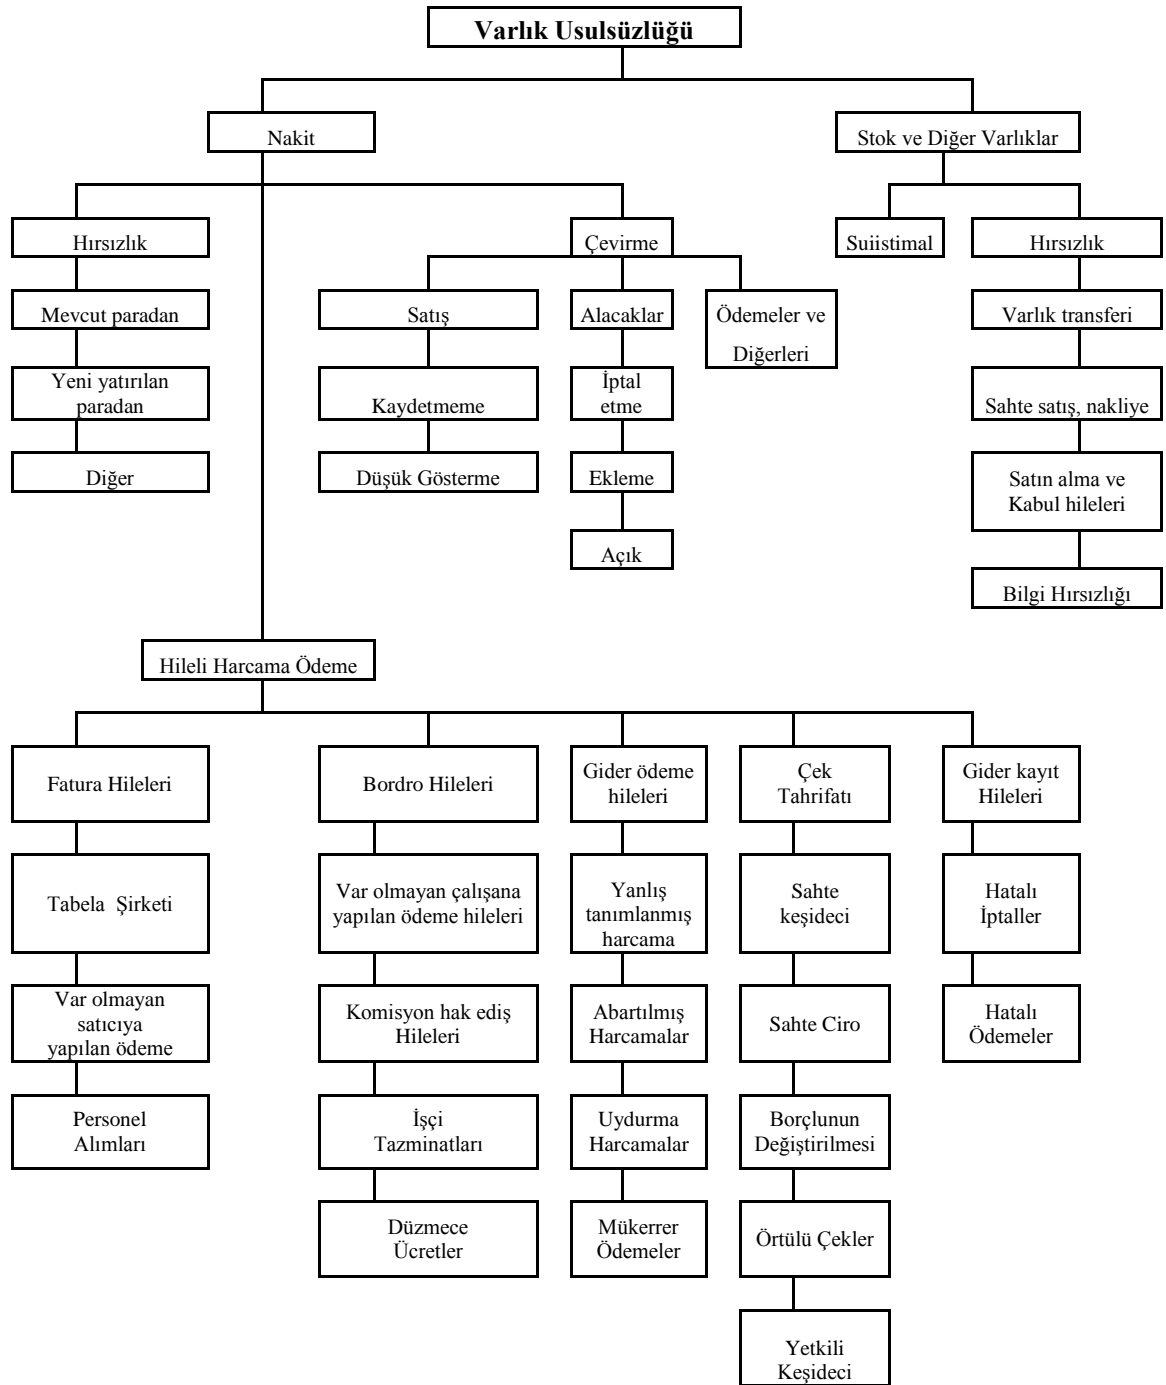 Varlık Usulsüzlüğü
Nakit
Stok ve Diğer Varlıklar
Hırsızlık
Çevirme
Suiistimal
Hırsızlık
Mevcut paradan
Satış
Alacaklar
Ödemeler ve
Diğerleri
Varlık transferi
Yeni yatırılan
paradan
Kaydetmeme
İptal
etme
Sahte satış, nakliye
Diğer
Düşük Gösterme
Ekleme
Satın alma ve
Kabul hileleri
Açık
Bilgi Hırsızlığı
Hileli Harcama Ödeme
Fatura Hileleri
Bordro Hileleri
Gider ödeme
hileleri
Çek
Tahrifatı
Gider kayıt
Hileleri
Tabela Şirketi
Var olmayan çalışana
yapılan ödeme hileleri
Yanlış
tanımlanmış
harcama
Sahte
keşideci
Hatalı
İptaller
Var olmayan
satıcıya
yapılan ödeme
Komisyon hak ediş
Hileleri
Abartılmış
Harcamalar
Sahte Ciro
Hatalı
Ödemeler
Personel
Alımları
İşçi
Tazminatları
Uydurma
Harcamalar
Borçlunun
Değiştirilmesi
Düzmece
Ücretler
Mükerrer
Ödemeler
Örtülü Çekler
Yetkili
Keşideci